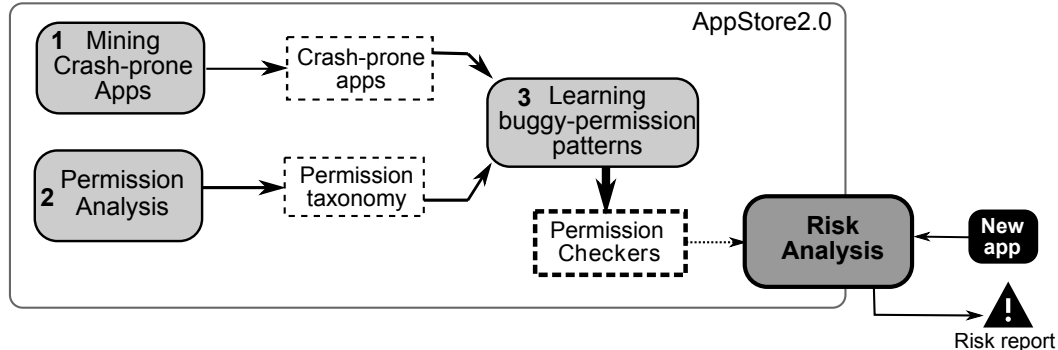 AppStore2.0
1 Mining
Crash-prone
Apps
Crash-prone
apps
3 Learning
buggy-permission
patterns
2 Permission
Analysis
Permission
taxonomy
Permission
Checkers
Risk
Analysis
New
app
!
Risk report